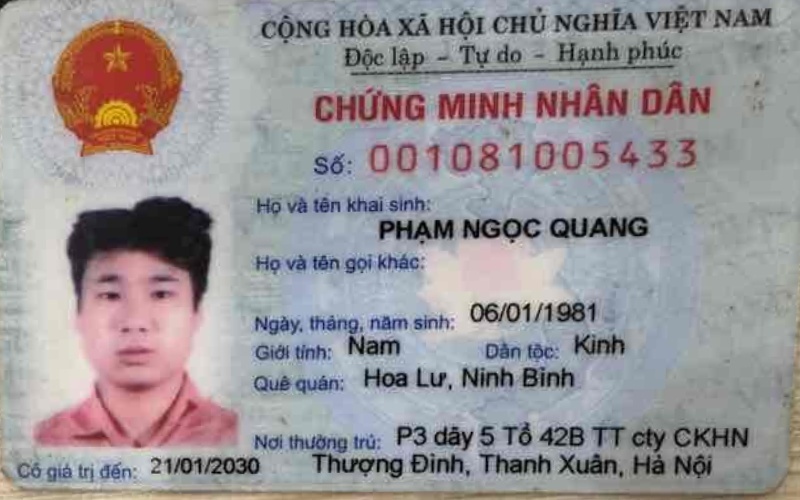 CỘNG HÒA XÃ HỘI CHỦ NGHĨA VIỆT NAM
Độc lập - Tự do - Hạnh phúc
CHỨNG MINH NHÂN DÂN
Số: 001081005433
Họ và tên khai sinh:
PHẠM NGỌC QUANG
Họ và tên gọi khác:
Ngày, tháng, năm sinh: 06/01/1981
Giới tính: Nam Dân tộc: Kinh
Quê quán: Hoa Lư, Ninh Bình
Nơi thường trú: P3 dãy 5 Tổ 42B TT cty CKHN
Có giá trị đến: 21/01/2030 Thượng Đình, Thanh Xuân, Hà Nội